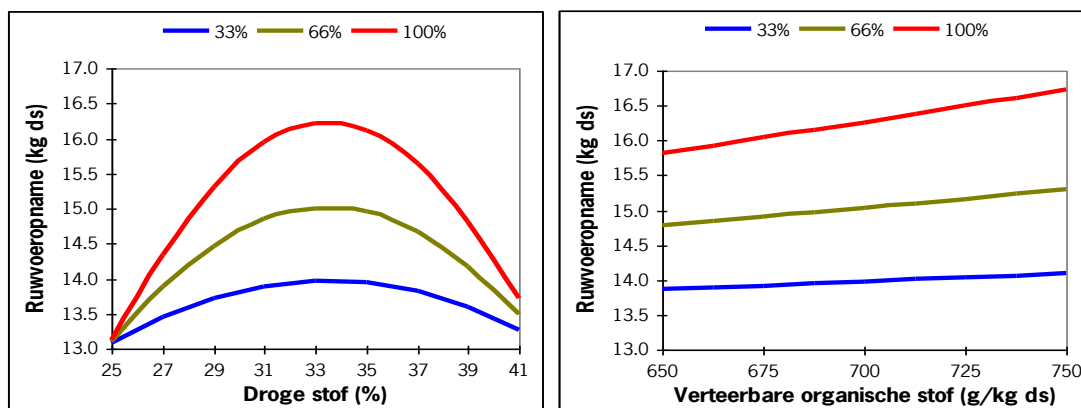 33% 66% 100%
17.0
16.5
16.0
15.5
15.0
14.5
14.0
13.5
13.0
Ruwvoeropname (kg ds)
25 27 29 31 33 35 37 39 41
Droge stof (%)
33% 66% 100%
17.0
16.5
16.0
15.5
15.0
14.5
14.0
13.5
13.0
Ruwvoeropname (kg ds)
650 675 700 725 750
Verteerbare organische stof (g/kg ds)